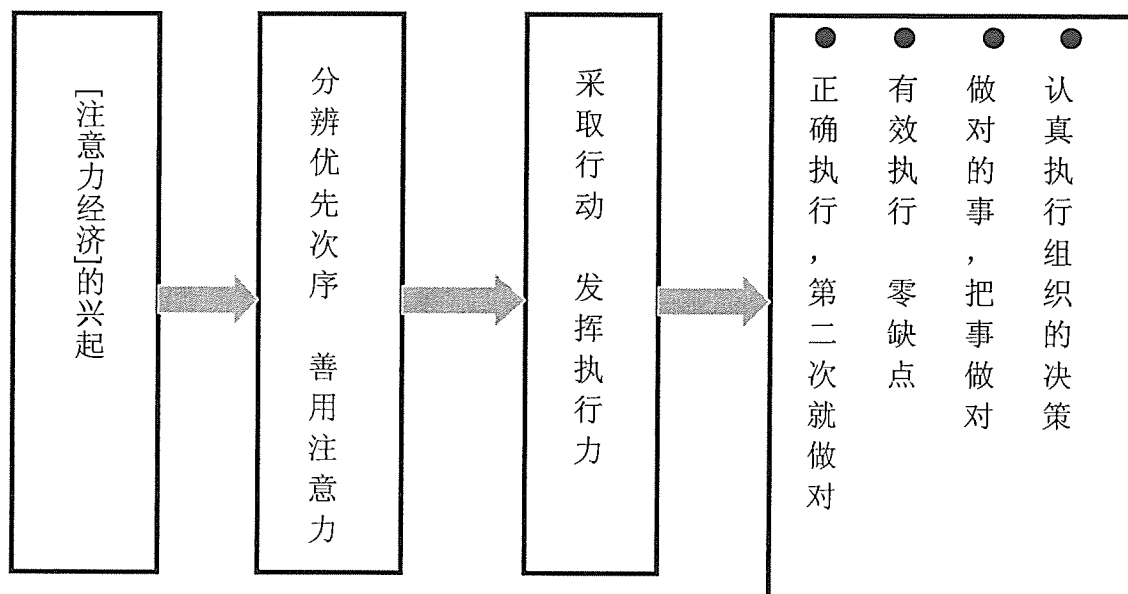 [注意力经济]的兴起
分辨优先次序 善用注意力
采取行动 发挥执行力
● 认真执行组织的决策
● 做对的事，把事做对
● 有效执行 零缺点
● 正确执行，第二次就做对